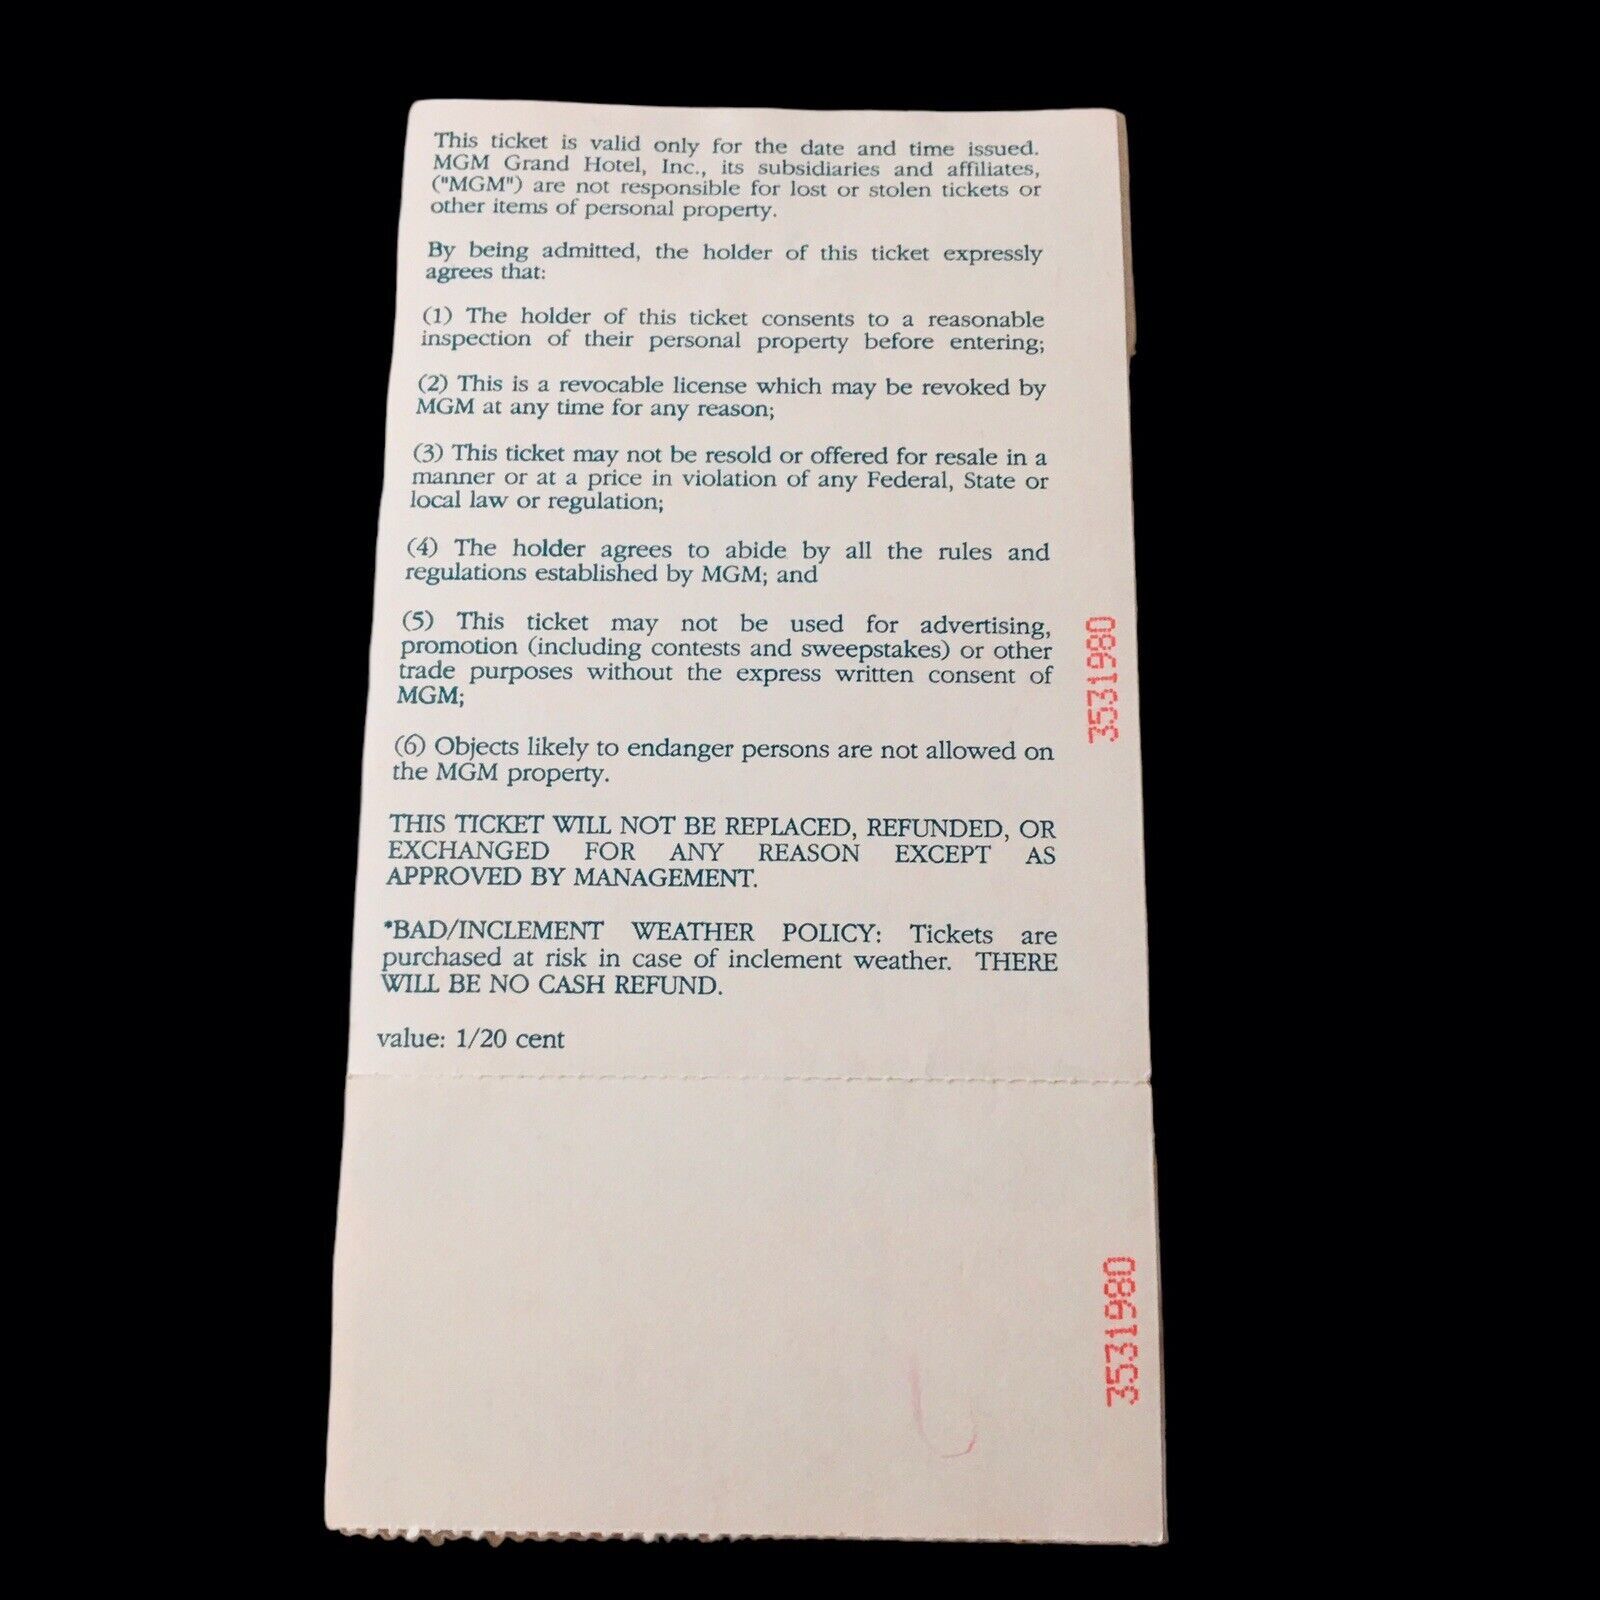 This ticket is valid only for the date and time issued.
MGM Grand Hotel, Inc., its subsidiaries and affiliates,
("MGM") are not responsible for lost or stolen tickets or
other items of personal property.
By being admitted, the holder of this ticket expressly
agrees that:
(1) The holder of this ticket consents to a reasonable
inspection of their personal property before entering;
(2) This is a revocable license which may be revoked by
MGM at any time for any reason;
(3) This ticket may not be resold or offered for resale in a
manner or at a price in violation of any Federal, State or
local law or regulation;
(4) The holder agrees to abide by all the rules and
regulations established by MGM; and
(5) This ticket may not be used for advertising,
promotion (including contests and sweepstakes) or other
trade purposes without the express written consent of
MGM;
(6) Objects likely to endanger persons are not allowed on
the MGM property.
THIS TICKET WILL NOT BE REPLACED, REFUNDED, OR
EXCHANGED FOR ANY REASON EXCEPT AS
APPROVED BY MANAGEMENT.
*BAD/INCLEMENT WEATHER POLICY: Tickets are
purchased at risk in case of inclement weather. THERE
WILL BE NO CASH REFUND.
value: 1/20 cent
3531980
3531980